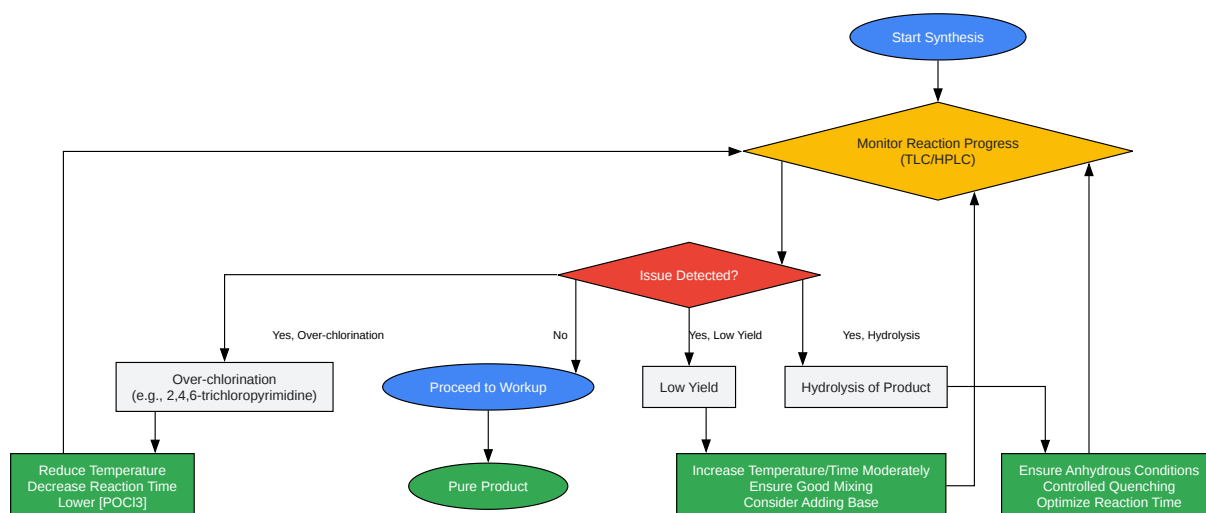 Start Synthesis
Monitor Reaction Progress
(TLC/HPLC)
Issue Detected?
Yes, Over-chlorination
No
Yes, Low Yield
Yes, Hydrolysis
Over-chlorination
(e.g., 2,4,6-trichloropyrimidine)
Proceed to Workup
Low Yield
Hydrolysis of Product
Reduce Temperature
Decrease Reaction Time
Lower [POCl3]
Pure Product
Increase Temperature/Time Moderately
Ensure Good Mixing
Consider Adding Base
Ensure Anhydrous Conditions
Controlled Quenching
Optimize Reaction Time